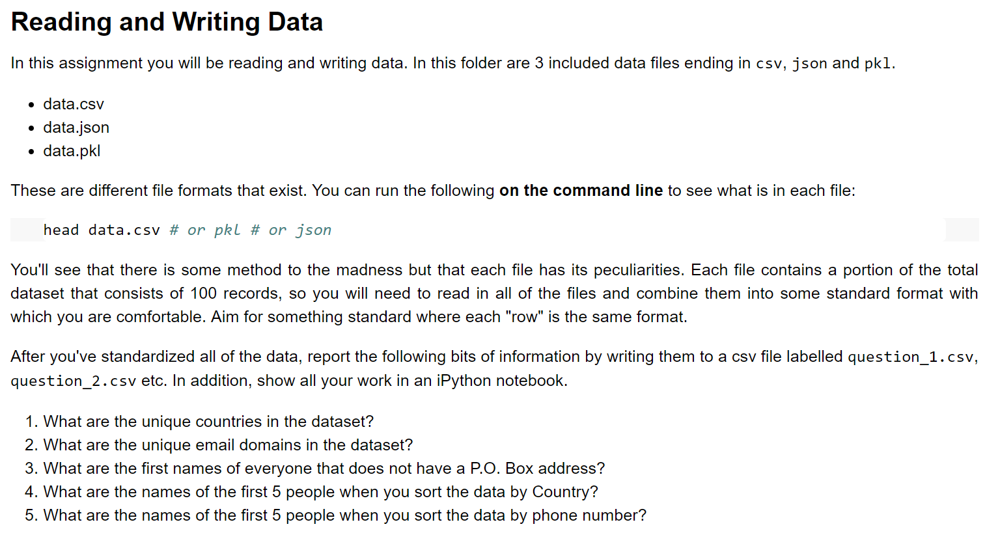 Reading and Writing Data
In this assignment you will be reading and writing data. In this folder are 3 included data files ending in csv, json and pkl.
• data.csv
• data.json
• data.pkl
These are different file formats that exist. You can run the following on the command line to see what is in each file:
head data.csv # or pkl # or json
You'll see that there is some method to the madness but that each file has its peculiarities. Each file contains a portion of the total
dataset that consists of 100 records, so you will need to read in all of the files and combine them into some standard format with
which you are comfortable. Aim for something standard where each "row" is the same format.
After you've standardized all of the data, report the following bits of information by writing them to a csv file labelled question_1.csv,
question_2.csv etc. In addition, show all your work in an iPython notebook.
1. What are the unique countries in the dataset?
2. What are the unique email domains in the dataset?
3. What are the first names of everyone that does not have a P.O. Box address?
4. What are the names of the first 5 people when you sort the data by Country?
5. What are the names of the first 5 people when you sort the data by phone number?